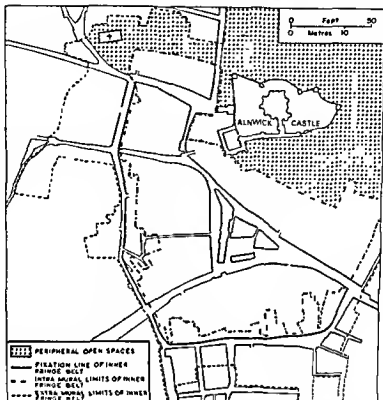 0 Feet 50
0 Metres 10
ALNWICK CASTLE
PERIPHERAL OPEN SPACES
FIXATION LINE OF INNER
FRINGE BELT
INTRA MURAL LIMITS OF INNER
FRINGE BELT
EXTRA MURAL LIMITS OF INNER
FRINGE BELT